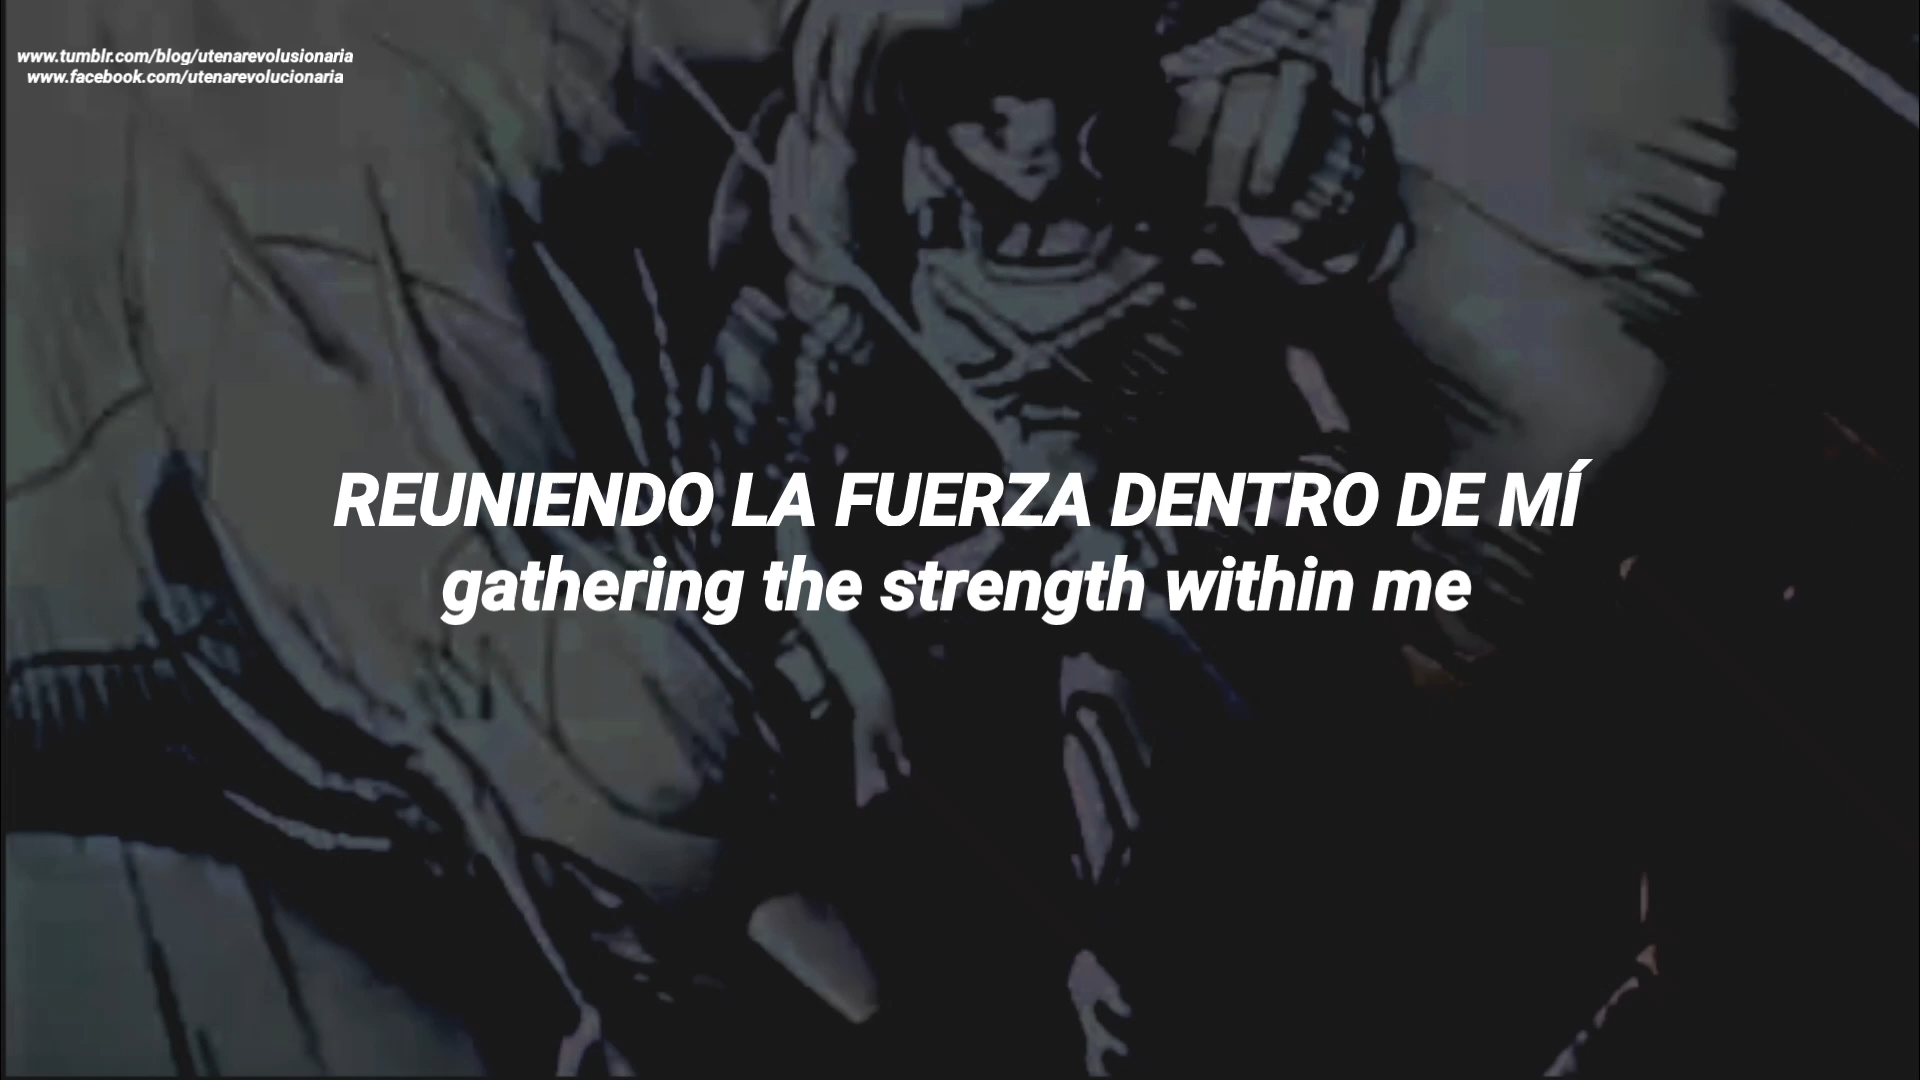 www.tumblr.com/blog/utenarevolusionaria
www.facebook.com/utenarevolucionaria
REUNIENDO LA FUERZA DENTRO DE MÍ
gathering the strength within me